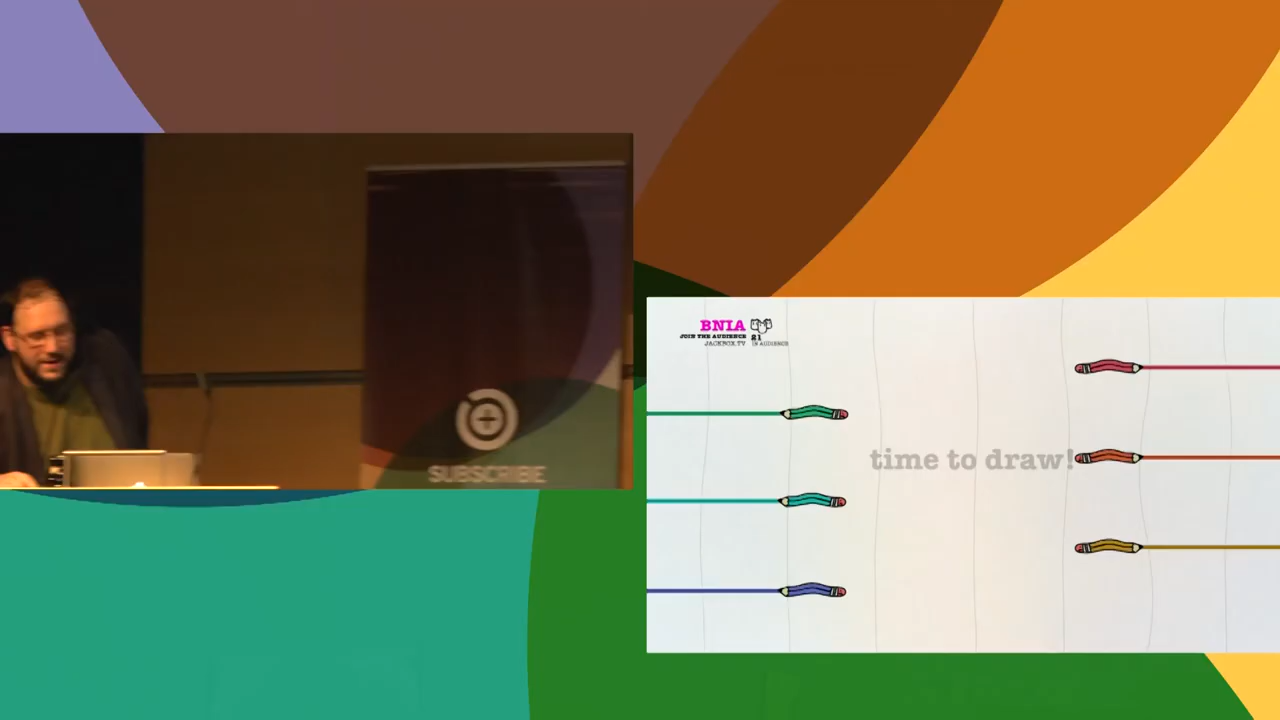 SUBSCRIBE
BNIA
JOIN THE AUDIENCE 21
JACKBOX.TV IN AUDIENCE
time to draw!